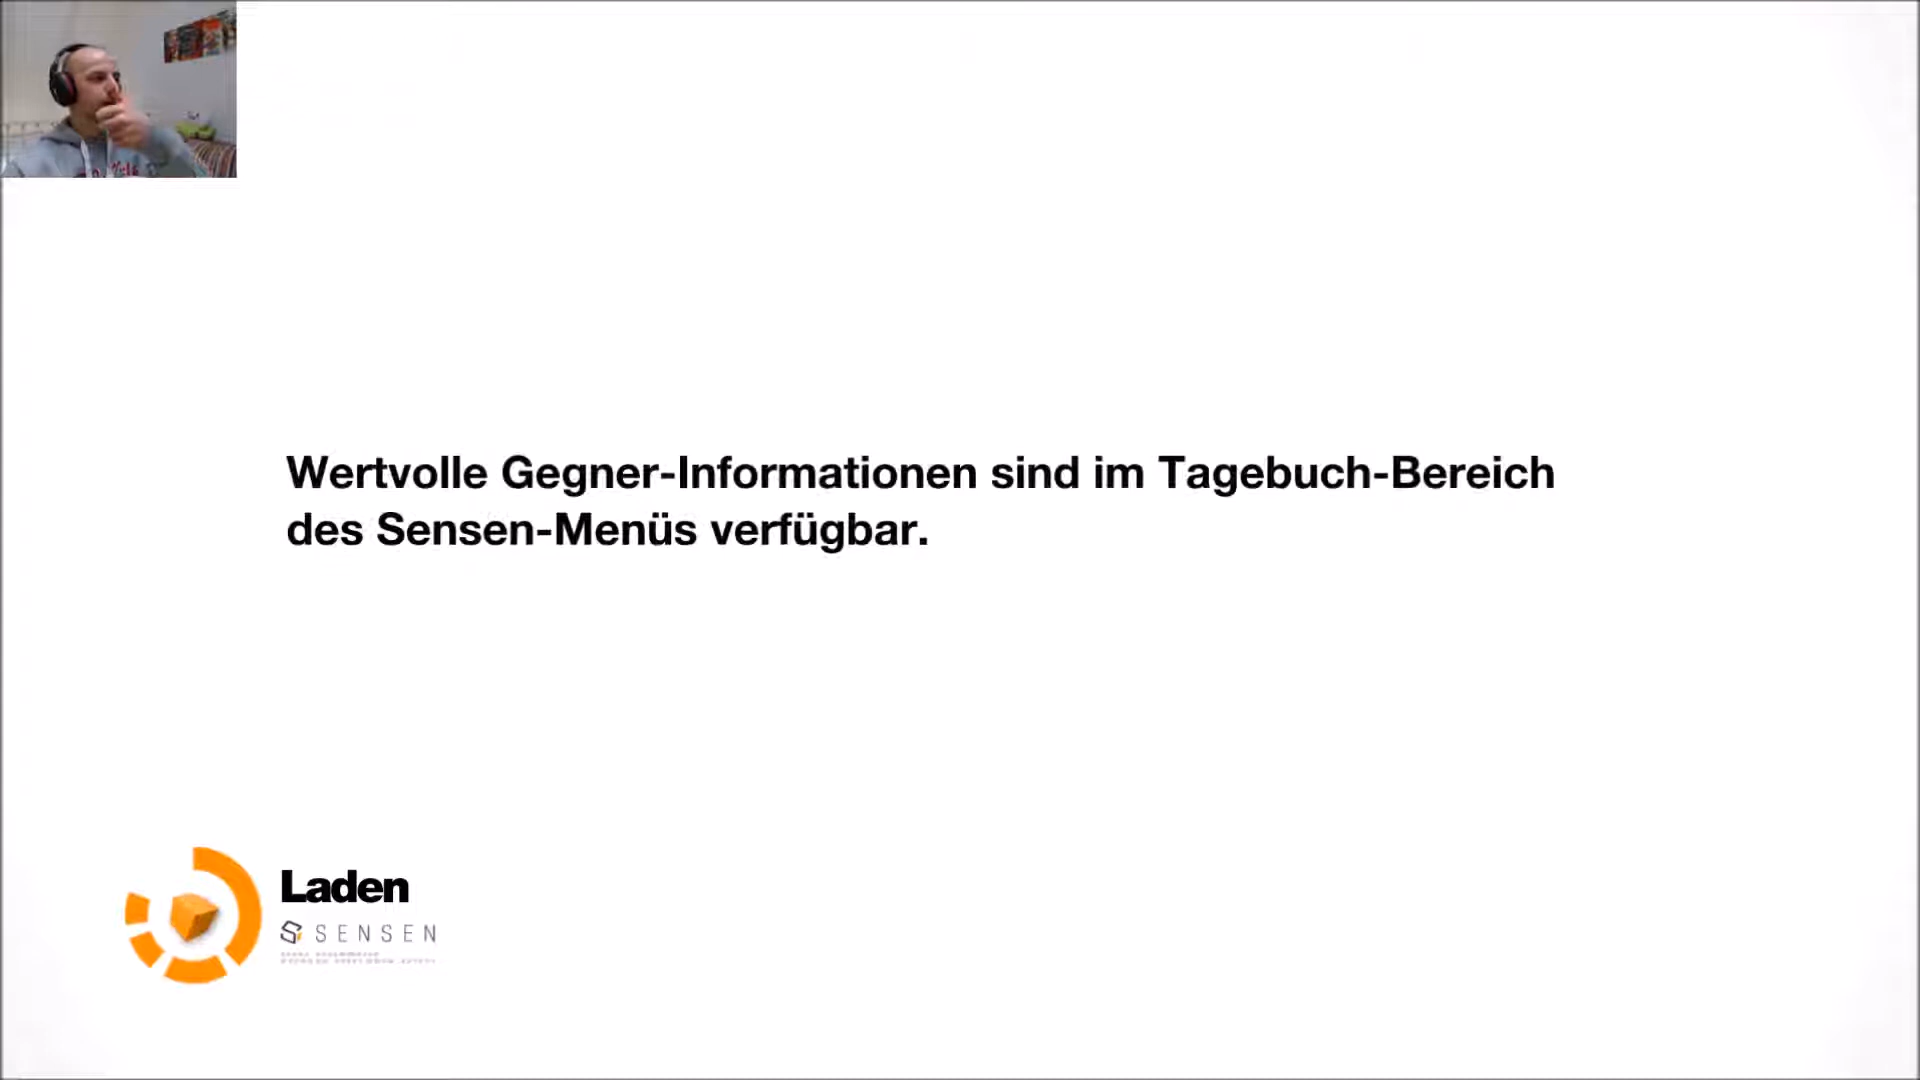 Wertvolle Gegner-Informationen sind im Tagebuch-Bereich
des Sensen-Menüs verfügbar.
Laden
SENSEN